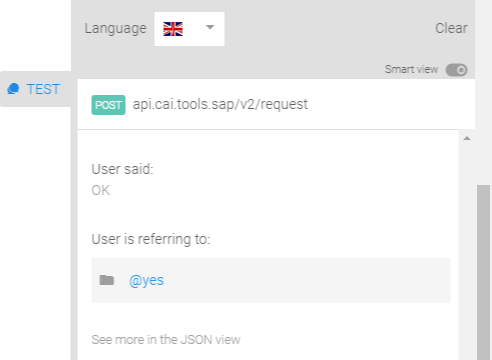 Language
Clear
Smart view
TEST
POST api.cai.tools.sap/v2/request
User said:
OK
User is referring to:
@yes
See more in the JSON view